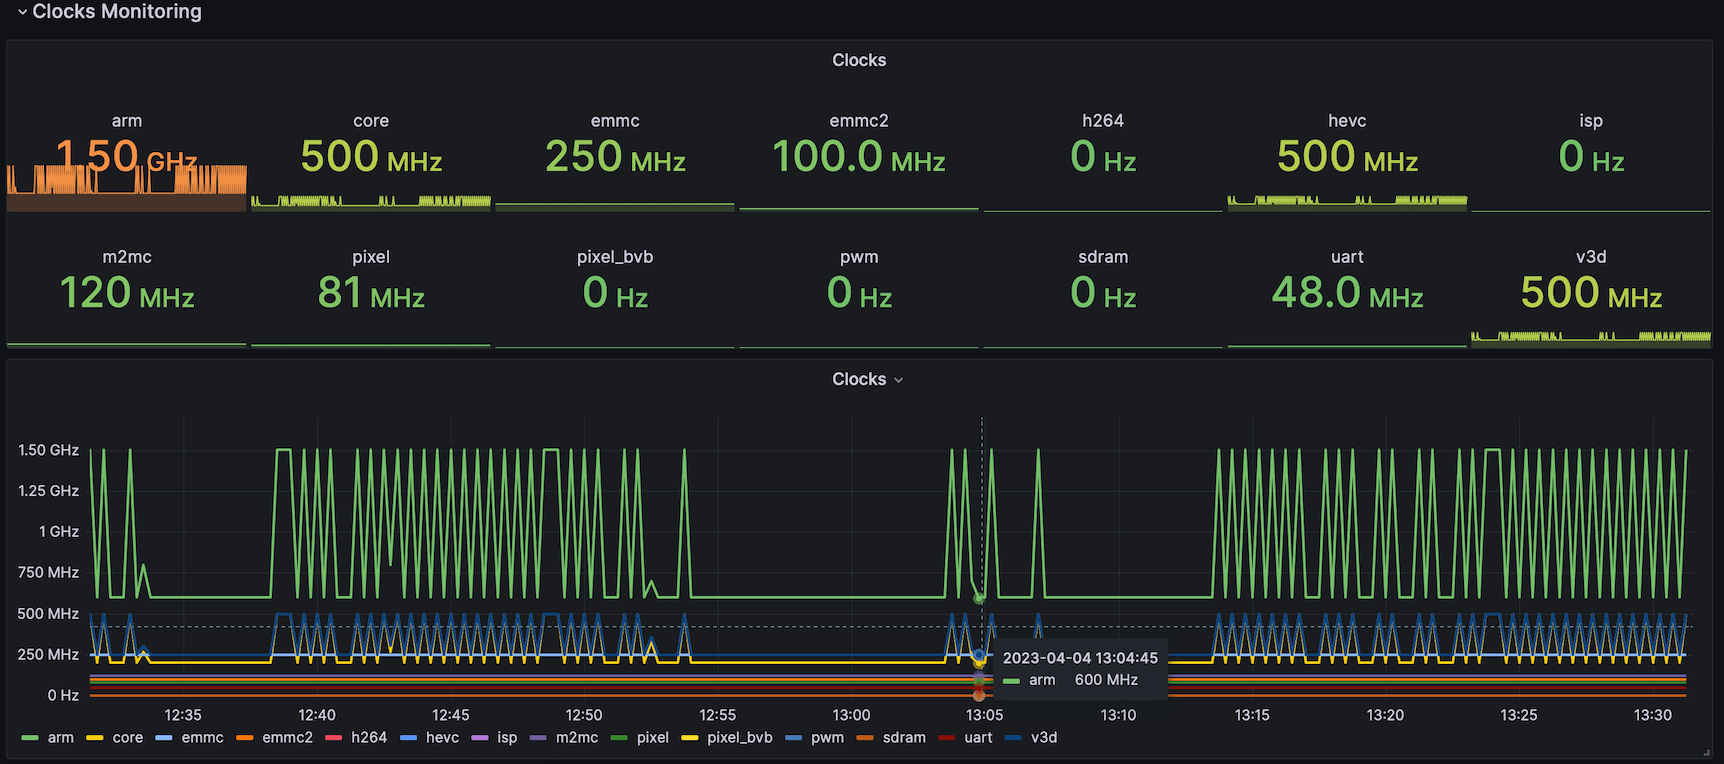 Clocks Monitoring
Clocks
arm core emmc emmc2 h264 hevc isp
1.50 GHz 500 MHz 250 MHz 100.0 MHz 0 Hz 500 MHz 0 Hz
m2mc pixel pixel_bvb pwm sdram uart v3d
120 MHz 81 MHz 0 Hz 0 Hz 0 Hz 48.0 MHz 500 MHz
Clocks
1.50 GHz
1.25 GHz
1 GHz
750 MHz
500 MHz
250 MHz
0 Hz
2023-04-04 13:04:45
arm 600 MHz
12:35 12:40 12:45 12:50 12:55 13:00 13:05 13:10 13:15 13:20 13:25 13:30
arm core emmc emmc2 h264 hevc isp m2mc pixel pixel_bvb pwm sdram uart v3d